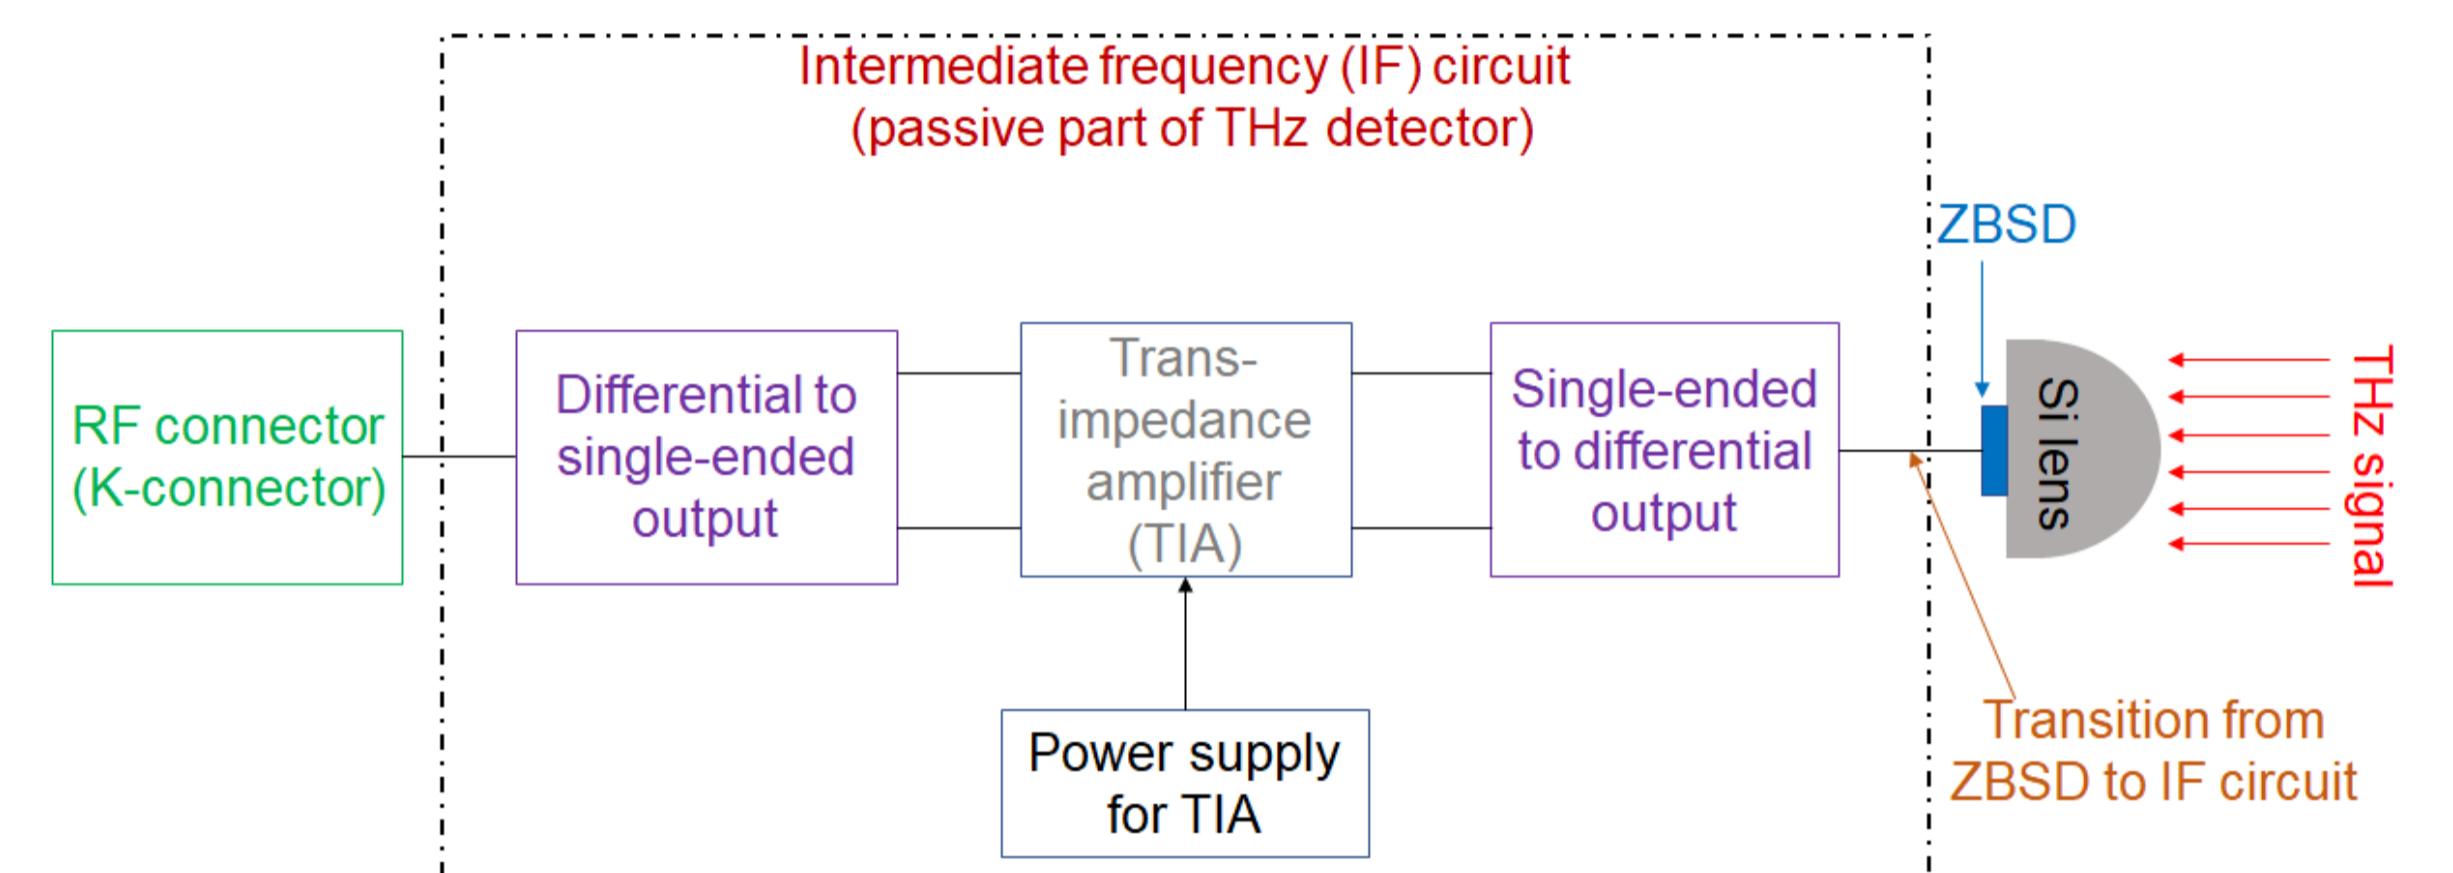 Intermediate frequency (IF) circuit
(passive part of THz detector)
RF connector
(K-connector)
Differential to
single-ended
output
Trans-
impedance
amplifier
(TIA)
Single-ended
to differential
output
Power supply
for TIA
ZBSD
Si lens
THz signal
Transition from
ZBSD to IF circuit